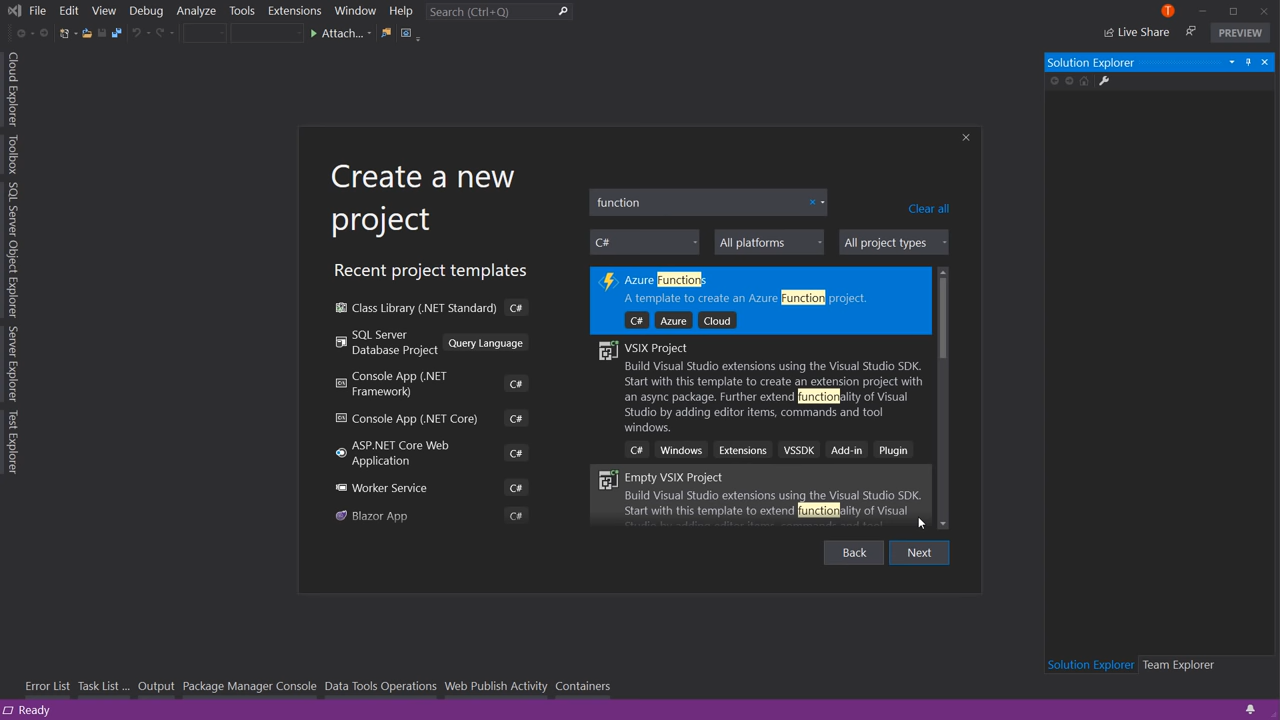 File Edit View Debug Analyze Tools Extensions Window Help Search (Ctrl+Q) T
Attach... Live Share PREVIEW
Cloud Explorer
Toolbox
SQL Server Object Explorer
Server Explorer
Test Explorer
Solution Explorer
Create a new
project
Recent project templates
Class Library (.NET Standard) C#
SQL Server
Database Project Query Language
Console App (.NET
Framework) C#
Console App (.NET Core) C#
ASP.NET Core Web
Application C#
Worker Service C#
Blazor App C#
function
Clear all
C# All platforms All project types
Azure Functions
A template to create an Azure Function project.
C# Azure Cloud
VSIX Project
Build Visual Studio extensions using the Visual Studio SDK.
Start with this template to create an extension project with
an async package. Further extend functionality of Visual
Studio by adding editor items, commands and tool
windows.
C# Windows Extensions VSSDK Add-in Plugin
Empty VSIX Project
Build Visual Studio extensions using the Visual Studio SDK.
Start with this template to extend functionality of Visual
Studio by adding editor items, commands and tool
Back Next
Solution Explorer Team Explorer
Error List Task List ... Output Package Manager Console Data Tools Operations Web Publish Activity Containers
Ready